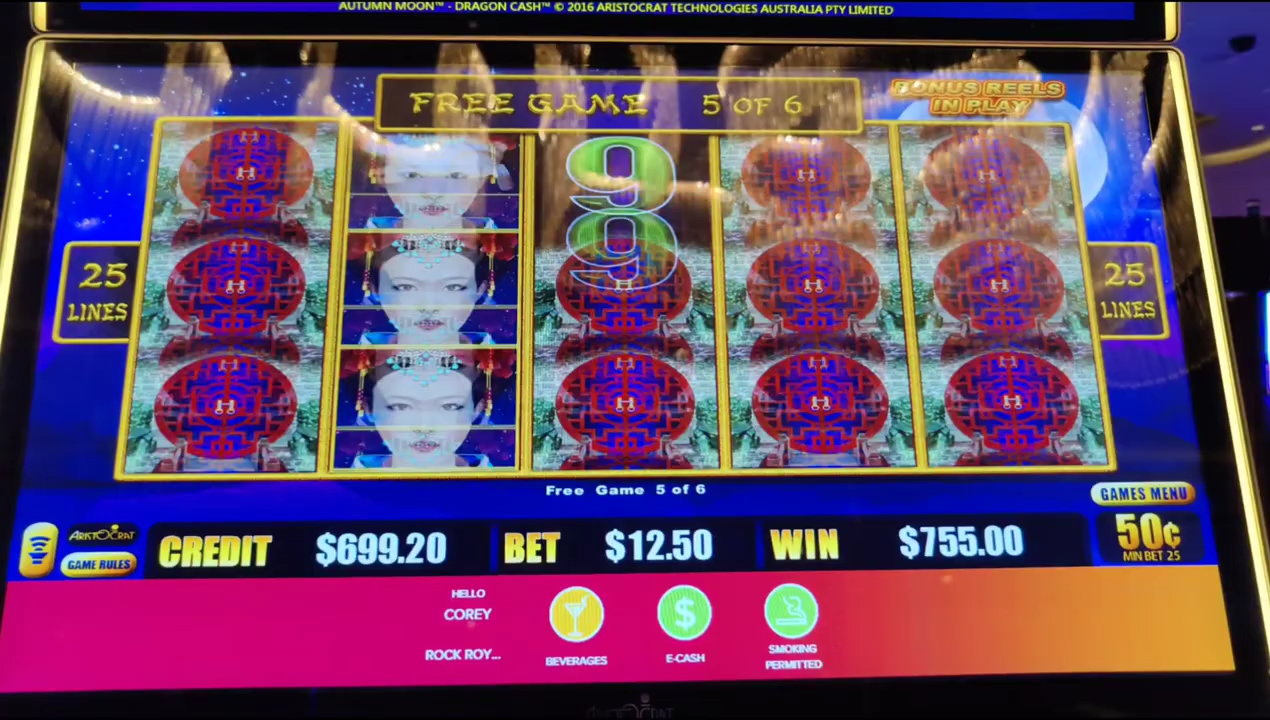 AUTUMN MOON™ - DRAGON CASH™ © 2016 ARISTOCRAT TECHNOLOGIES AUSTRALIA PTY LIMITED
FREE GAME 5 OF 6
BONUS REELS
IN PLAY
9
9
25
LINES
25
LINES
Free Game 5 of 6
GAMES MENU
ARISTOCRAT
GAME RULES
CREDIT $699.20
BET $12.50
WIN $755.00
50¢
MIN BET 25
HELLO
COREY
ROCK ROY...
BEVERAGES
$
E-CASH
SMOKING
PERMITTED
ARISTOCRAT